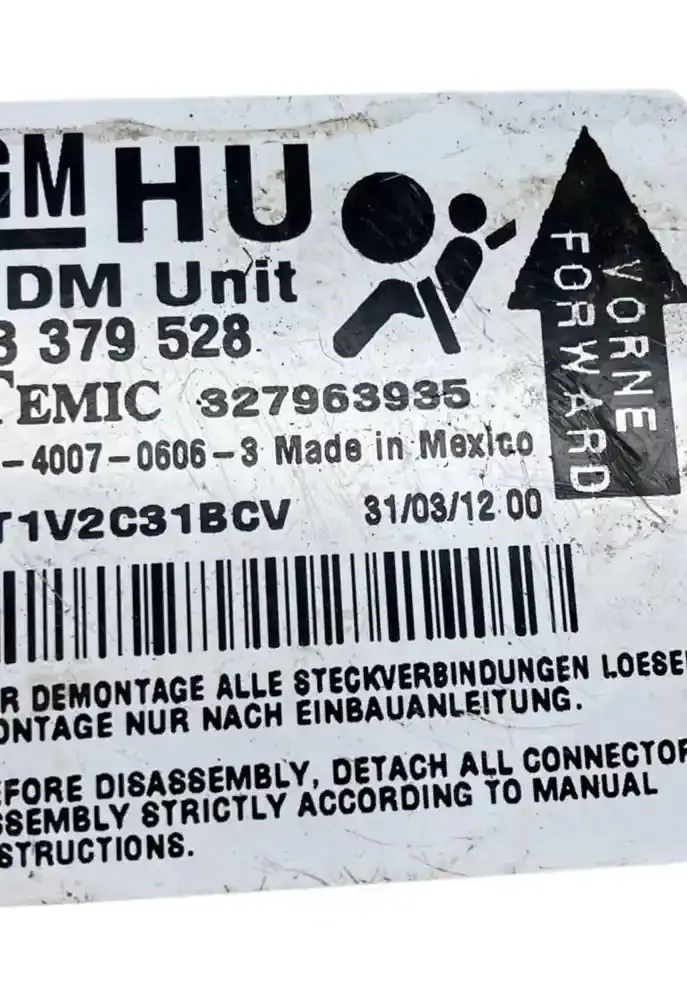 GM HU
DM Unit
3 379 528
TEMIC 327963935
-4007-0606-3 Made in Mexico
T1V2C31BCV 31/03/12 00
VORNE
FORWARD
R DEMONTAGE ALLE STECKVERBINDUNGEN LOESE
ONTAGE NUR NACH EINBAUANLEITUNG.
EFORE DISASSEMBLY, DETACH ALL CONNECTOR
SSEMBLY STRICTLY ACCORDING TO MANUAL
STRUCTIONS.